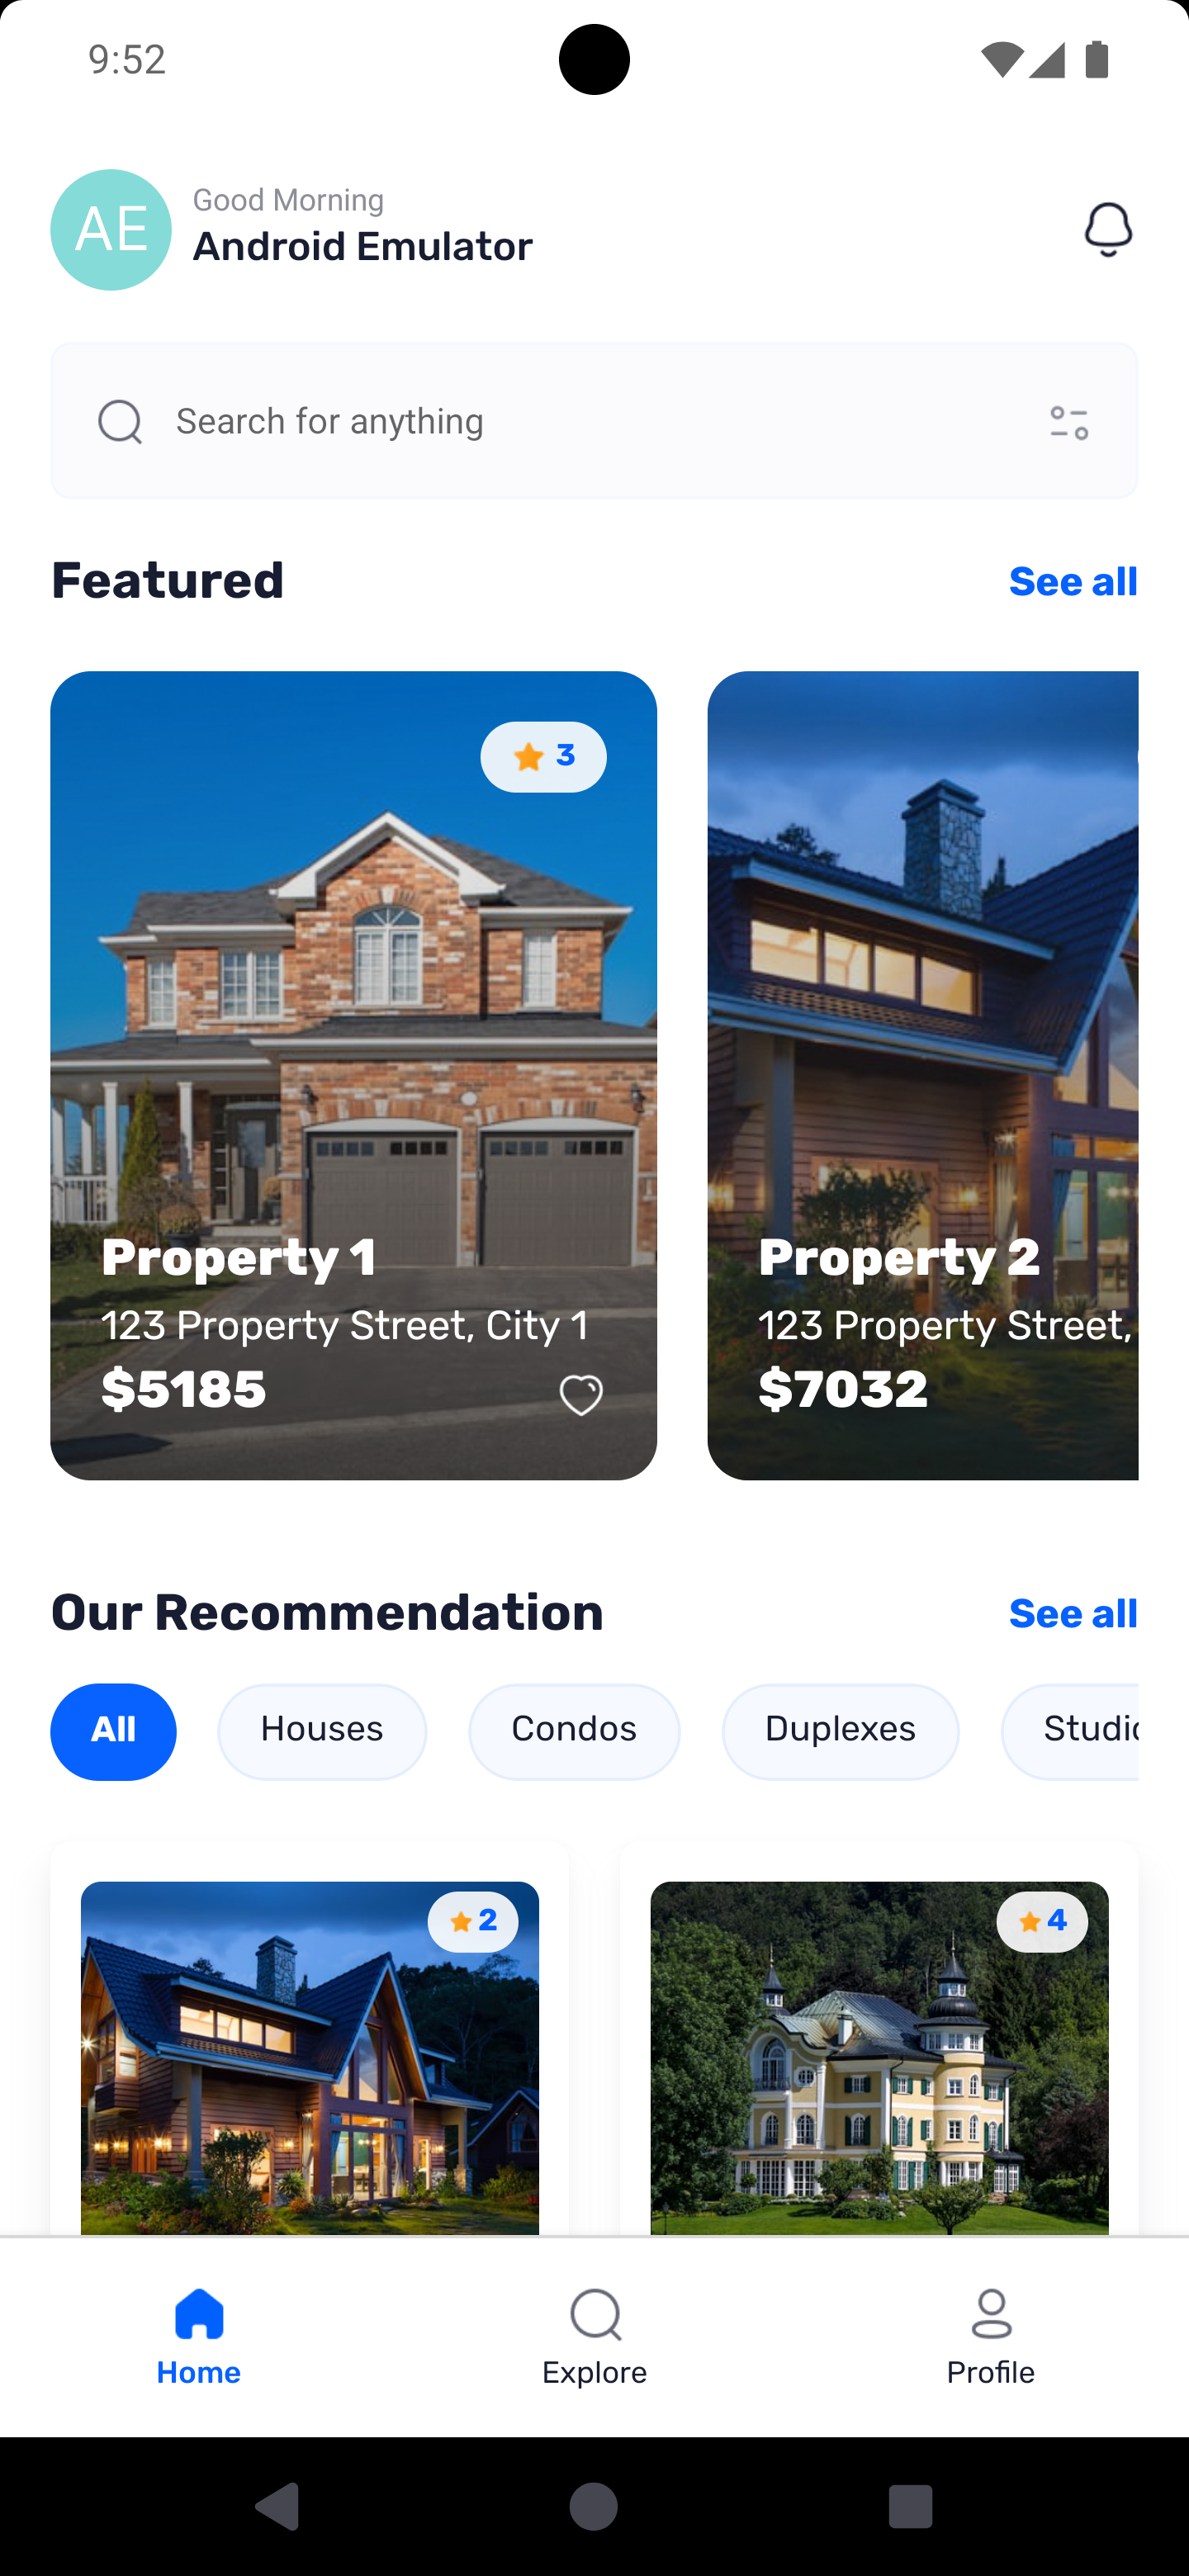 9:52
AE
Good Morning
Android Emulator
Search for anything
Featured
See all
3
Property 1
123 Property Street, City 1
$5185
Property 2
123 Property Street,
$7032
Our Recommendation
See all
All
Houses
Condos
Duplexes
2
4
Home
Explore
Profile